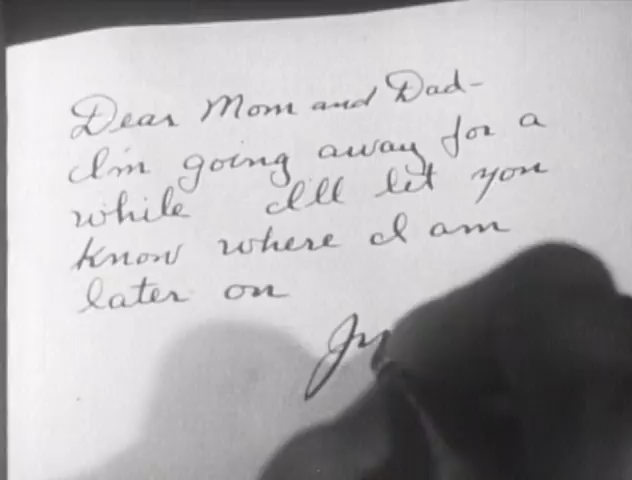 Dear Mom and Dad-
I'm going away for a
while I'll let you
know where I am
later on